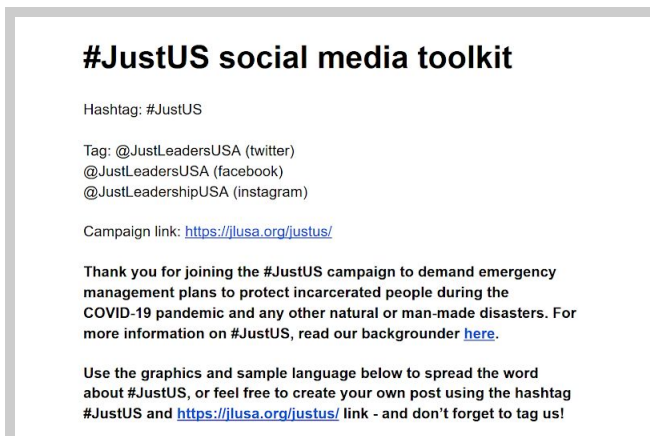 #JustUS social media toolkit
Hashtag: #JustUS
Tag: @JustLeadersUSA (twitter)
@JustLeadersUSA (facebook)
@JustLeadershipUSA (instagram)
Campaign link: https://jlusa.org/justus/
Thank you for joining the #JustUS campaign to demand emergency
management plans to protect incarcerated people during the
COVID-19 pandemic and any other natural or man-made disasters. For
more information on #JustUS, read our backgrounder here.
Use the graphics and sample language below to spread the word
about #JustUS, or feel free to create your own post using the hashtag
#JustUS and https://jlusa.org/justus/ link - and don't forget to tag us!